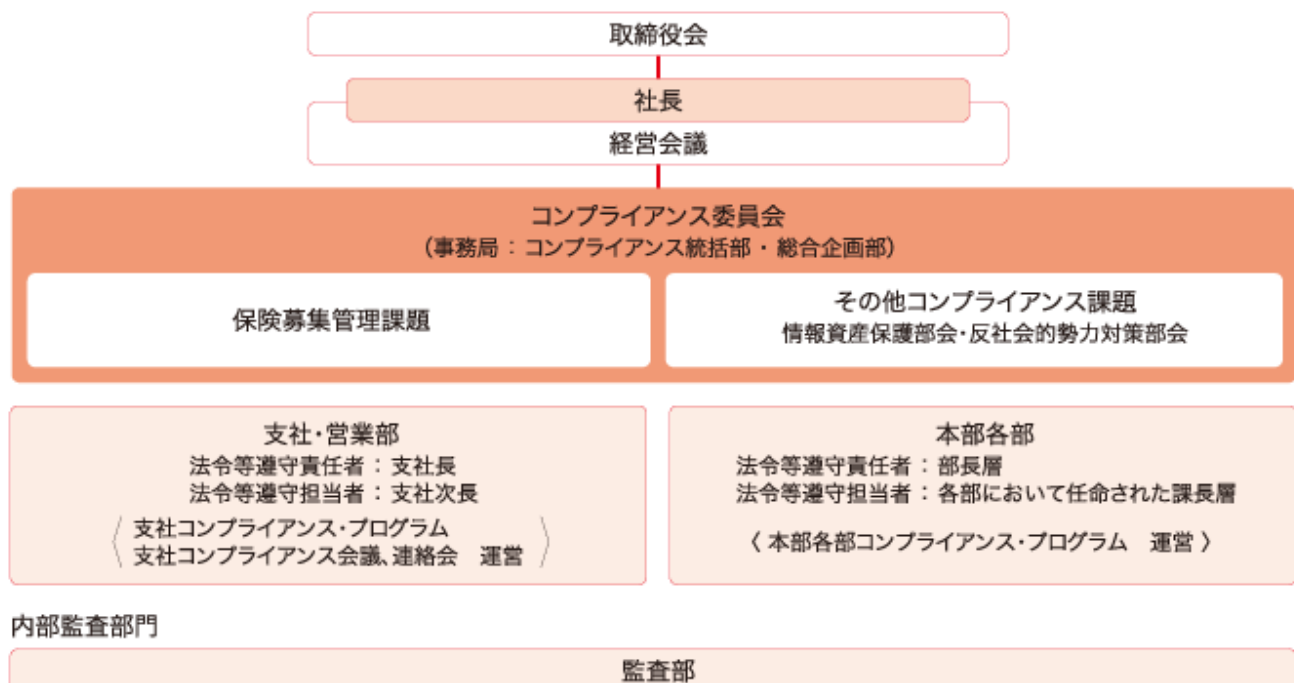 取締役会
社長
経営会議
コンプライアンス委員会
（事務局：コンプライアンス統括部・総合企画部）
保険募集管理課題
その他コンプライアンス課題
情報資産保護部会・反社会的勢力対策部会
支社・営業部
法令等遵守責任者：支社長
法令等遵守担当者：支社次長
支社コンプライアンス・プログラム
支社コンプライアンス会議、連絡会　運営
本部各部
法令等遵守責任者：部長層
法令等遵守担当者：各部において任命された課長層
〈本部各部コンプライアンス・プログラム　運営〉
内部監査部門
監査部